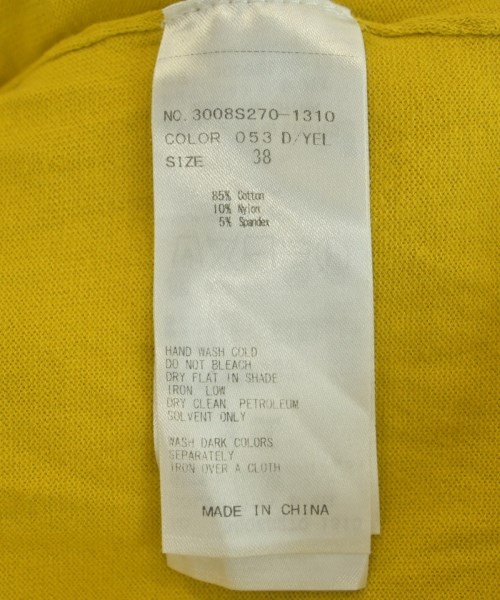 NO. 3008S270-1310
COLOR 053 D/YEL
SIZE 38
85% Cotton
10% Nylon
5% Spandex
HAND WASH COLD
DO NOT BLEACH
DRY FLAT IN SHADE
IRON LOW
DRY CLEAN, PETROLEUM
SOLVENT ONLY
WASH DARK COLORS
SEPARATELY
IRON OVER A CLOTH
MADE IN CHINA